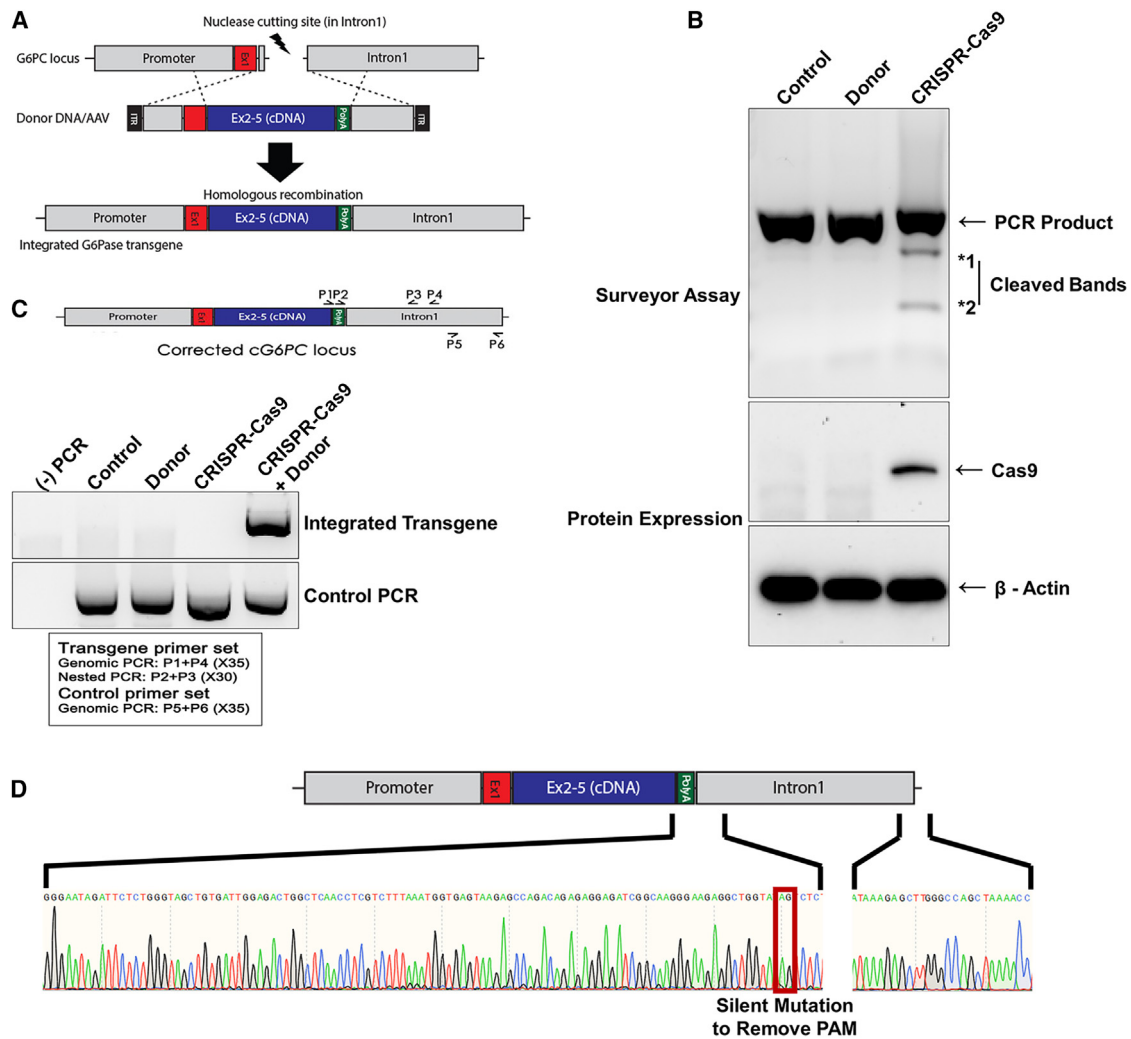 A
Nuclease cutting site (in Intron1)
G6PC locus
Promoter
Ex1
Intron1
Donor DNA/AAV
ITR
Ex2-5 (cDNA)
PolyA
ITR
Homologous recombination
Promoter
Ex1
Ex2-5 (cDNA)
PolyA
Intron1
Integrated G6Pase transgene
B
Control
Donor
CRISPR-Cas9
Surveyor Assay
← PCR Product
*1
Cleaved Bands
*2
Protein Expression
← Cas9
← β - Actin
C
P1 P2
P3 P4
Promoter
Ex1
Ex2-5 (cDNA)
PolyA
Intron1
P5
P6
Corrected cG6PC locus
(-) PCR
Control
Donor
CRISPR-Cas9
CRISPR-Cas9
+ Donor
Integrated Transgene
Control PCR
Transgene primer set
Genomic PCR: P1+P4 (X35)
Nested PCR: P2+P3 (X30)
Control primer set
Genomic PCR: P5+P6 (X35)
D
Promoter
Ex1
Ex2-5 (cDNA)
PolyA
Intron1
GGGAATAGATTCTCTGGGTAGCTGTGATTGGAGACTGGCTCAACCTCGTCTTTAAATGGTGAGTAAGAGCCAGACAGAGAGGAGATCGGCAAGGGAAGAGGCTGGTATAGTCTC
ATAAAGAGCTTGGGCCAGCTAAAACC
Silent Mutation
to Remove PAM